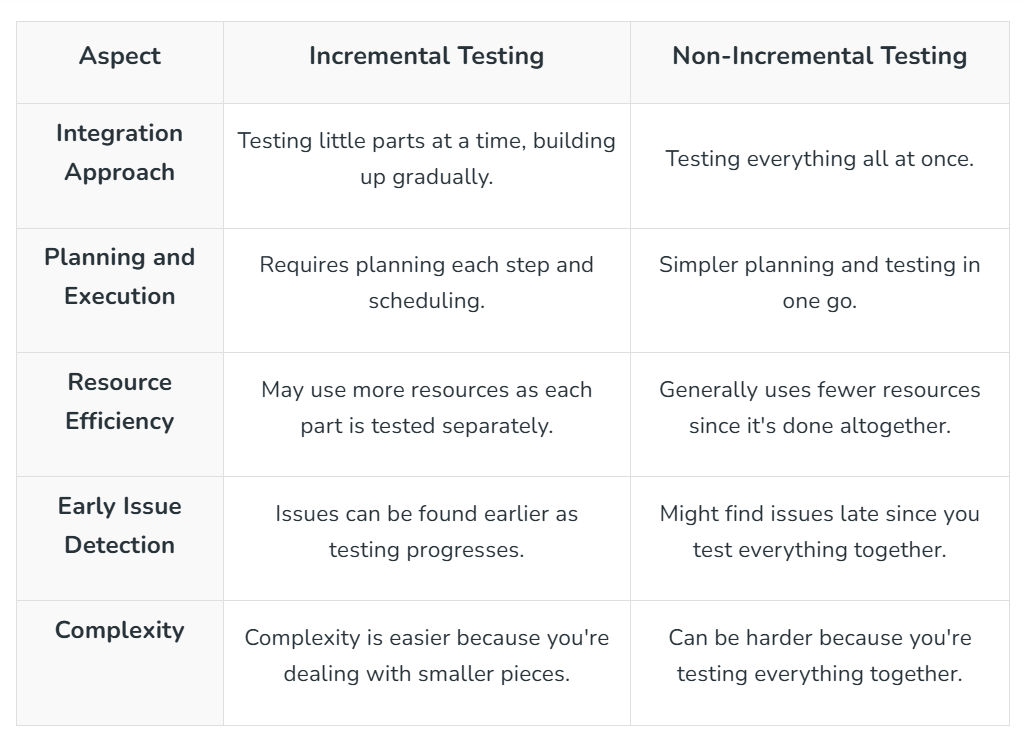 Aspect
Incremental Testing
Non-Incremental Testing
Integration
Approach
Testing little parts at a time, building
up gradually.
Testing everything all at once.
Planning and
Execution
Requires planning each step and
scheduling.
Simpler planning and testing in
one go.
Resource
Efficiency
May use more resources as each
part is tested separately.
Generally uses fewer resources
since it's done altogether.
Early Issue
Detection
Issues can be found earlier as
testing progresses.
Might find issues late since you
test everything together.
Complexity
Complexity is easier because you're
dealing with smaller pieces.
Can be harder because you're
testing everything together.